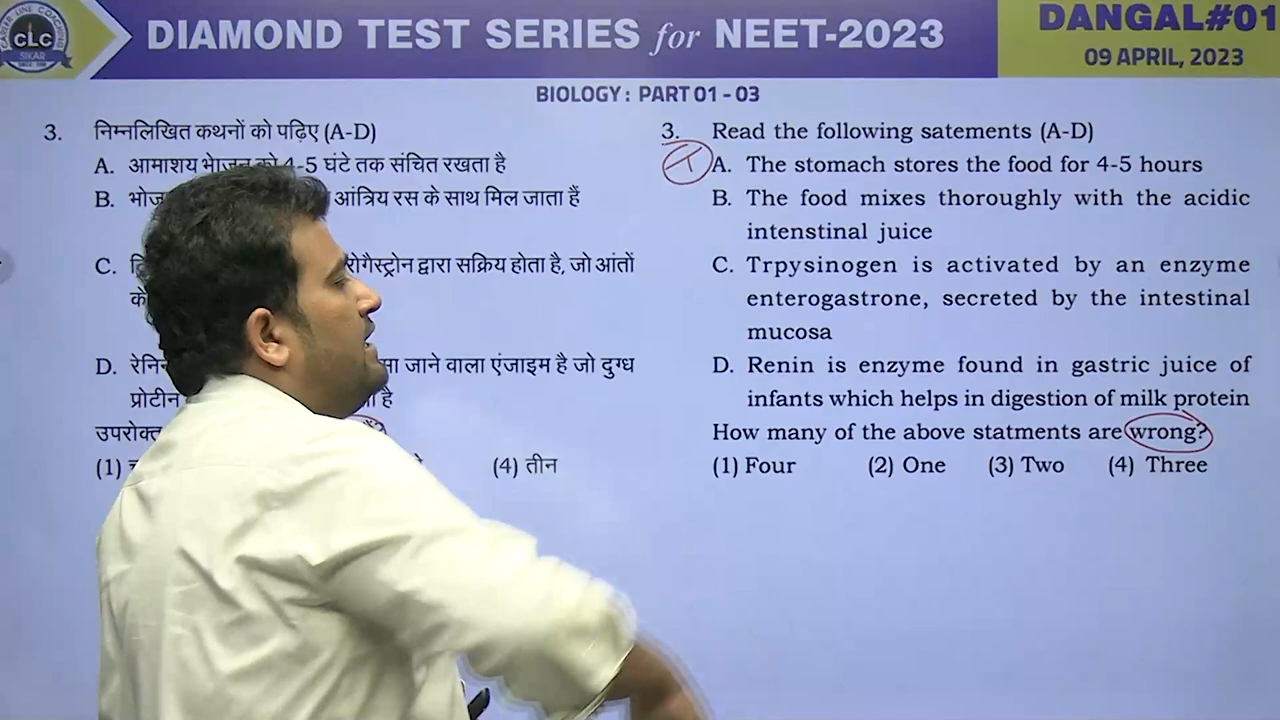 CAREER LINE COACHING
CLC
SIKAR
DIAMOND TEST SERIES for NEET-2023
DANGAL#01
09 APRIL, 2023
BIOLOGY : PART 01 - 03
3. निम्नलिखित कथनों को पढ़िए (A-D)
A. आमाशय भेाजन को 4-5 घंटे तक संचित रखता है
B. आंत्रिय रस के साथ मिल जाता हैं
C. द्वारा सक्रिय होता है, जो आंतों
D. जाने वाला एंजाइम है जो दुग्ध
प्रोटीन है
उपरोक्त
(1) (4) तीन
3. Read the following satements (A-D)
A. The stomach stores the food for 4-5 hours
B. The food mixes thoroughly with the acidic
intenstinal juice
C. Trpysinogen is activated by an enzyme
enterogastrone, secreted by the intestinal
mucosa
D. Renin is enzyme found in gastric juice of
infants which helps in digestion of milk protein
How many of the above statments are wrong?
(1) Four (2) One (3) Two (4) Three